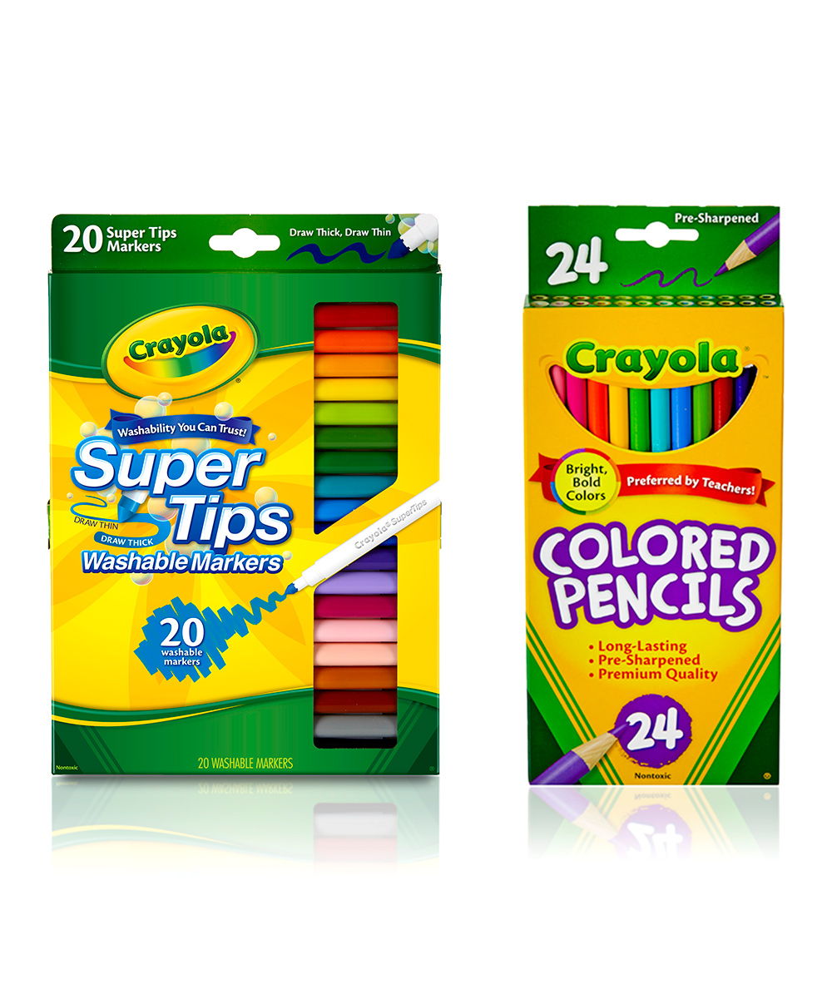 20 Super Tips
Markers
Draw Thick, Draw Thin
Crayola®
Washability You Can Trust!
Super
Tips
DRAW THIN
DRAW THICK
Washable Markers
Crayola® SuperTips
20
washable
markers
Nontoxic
20 WASHABLE MARKERS
24
Pre-Sharpened
Crayola®
™
Bright,
Bold
Colors
Preferred by Teachers!
COLORED
PENCILS
• Long-Lasting
• Pre-Sharpened
• Premium Quality
24
Nontoxic